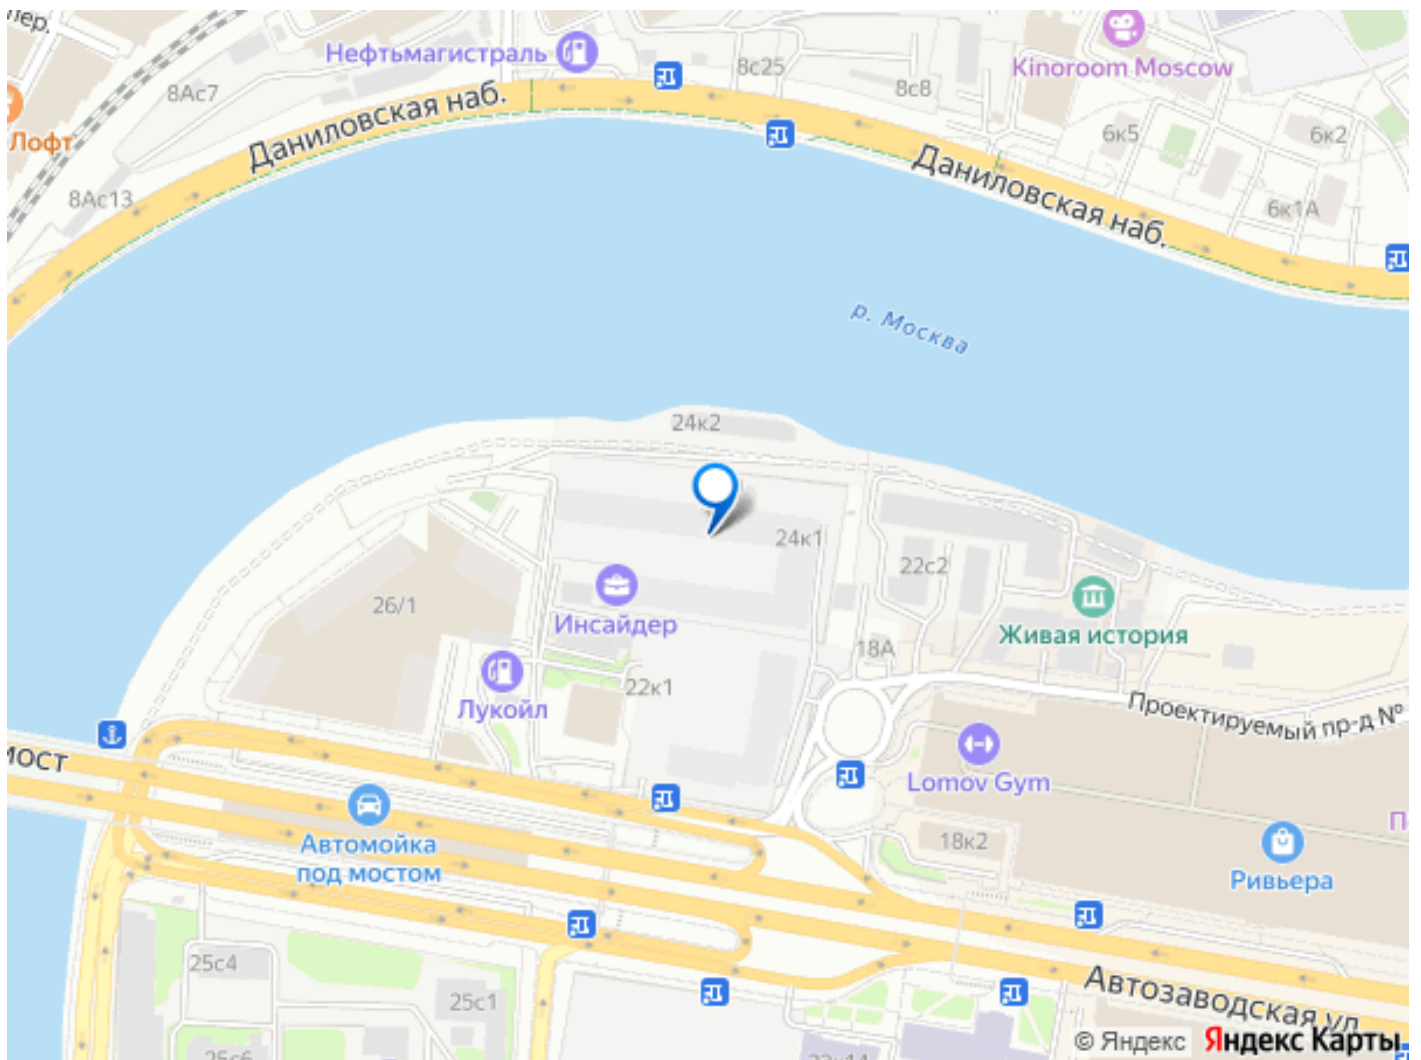 пер.
Нефтьмагистраль
8с25
Kinoroom Moscow
8Ас7
8с8
Лофт
Даниловская наб.
6к5
6к2
Даниловская наб.
8Ас13
6к1А
р. Москва
24к2
24к1
22с2
26/1
Инсайдер
Живая история
18А
22к1
Лукойл
Проектируемый пр-д №
мост
Lomov Gym
Автомойка
под мостом
18к2
Ривьера
25с4
25с1
Автозаводская ул.
25с6
© Яндекс Яндекс Карты